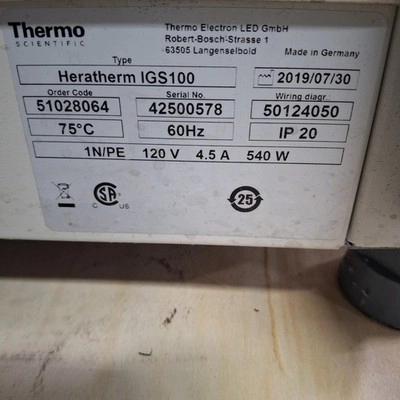 Thermo
SCIENTIFIC
Thermo Electron LED GmbH
Robert-Bosch-Strasse 1
63505 Langenselbold
Made in Germany
Type
Heratherm IGS100
2019/07/30
Order Code
Serial No.
Wiring diagr.
51028064
42500578
50124050
75°C
60Hz
IP 20
1N/PE 120 V 4.5 A 540 W
CSA
C US
25